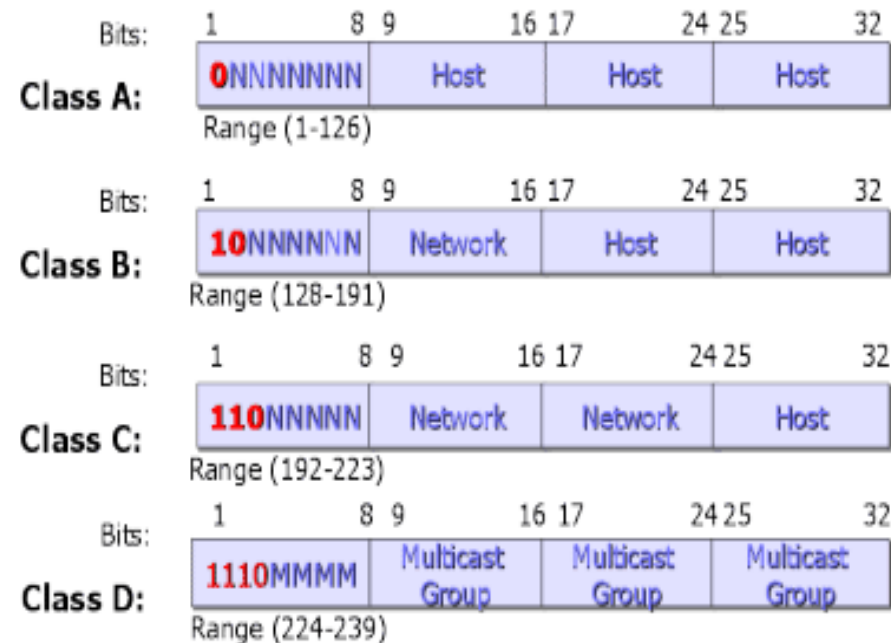 Bits: 1 8 9 16 17 24 25 32
Class A: 0NNNNNNN Host Host Host
Range (1-126)
Bits: 1 8 9 16 17 24 25 32
Class B: 10NNNNNN Network Host Host
Range (128-191)
Bits: 1 8 9 16 17 24 25 32
Class C: 110NNNNN Network Network Host
Range (192-223)
Bits: 1 8 9 16 17 24 25 32
Class D: 1110MMMM Multicast Group Multicast Group Multicast Group
Range (224-239)